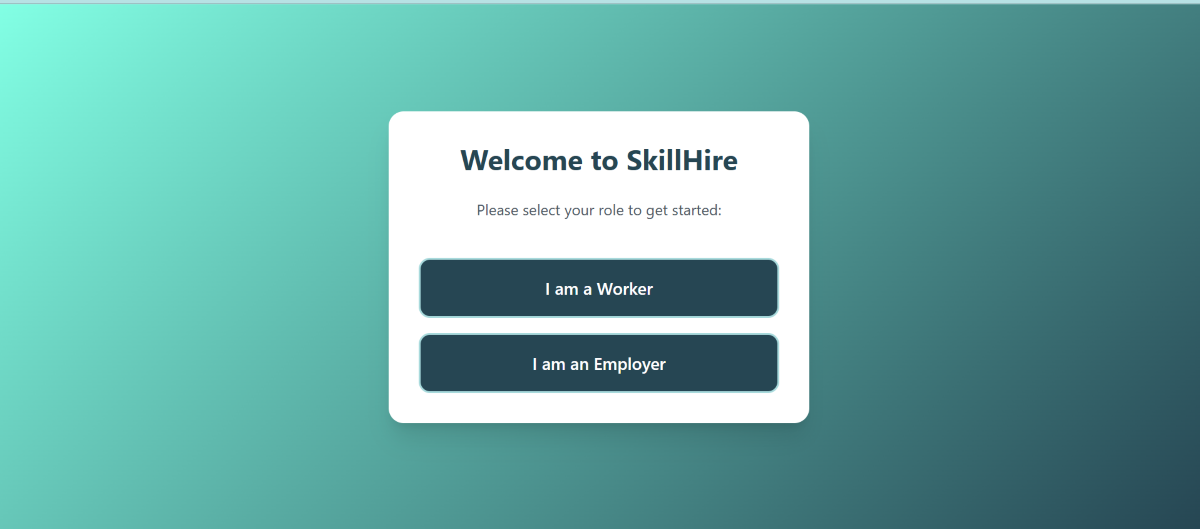 Welcome to SkillHire
Please select your role to get started:
I am a Worker
I am an Employer